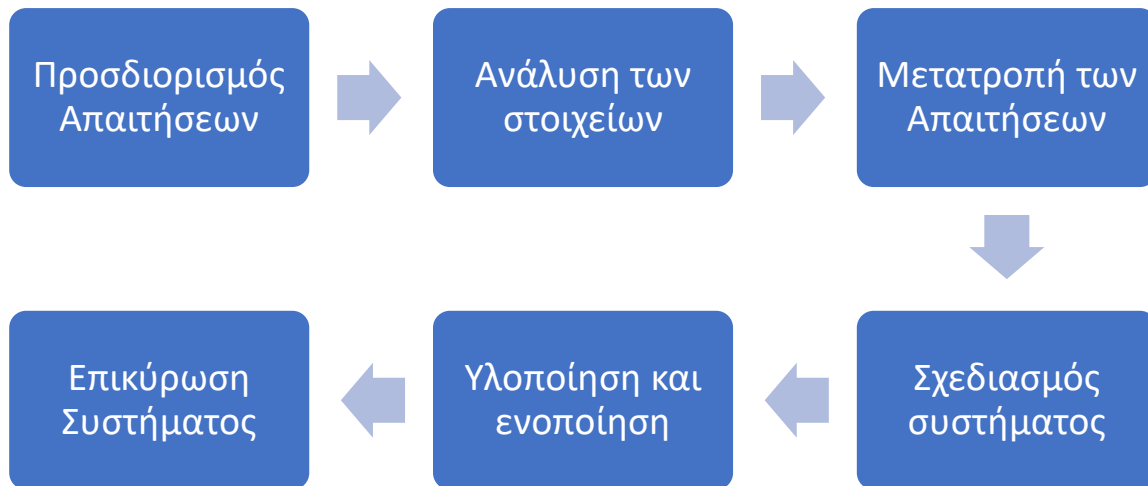 Προσδιορισμός
Απαιτήσεων
Ανάλυση των
στοιχείων
Μετατροπή των
Απαιτήσεων
Σχεδιασμός
συστήματος
Υλοποίηση και
ενοποίηση
Επικύρωση
Συστήματος